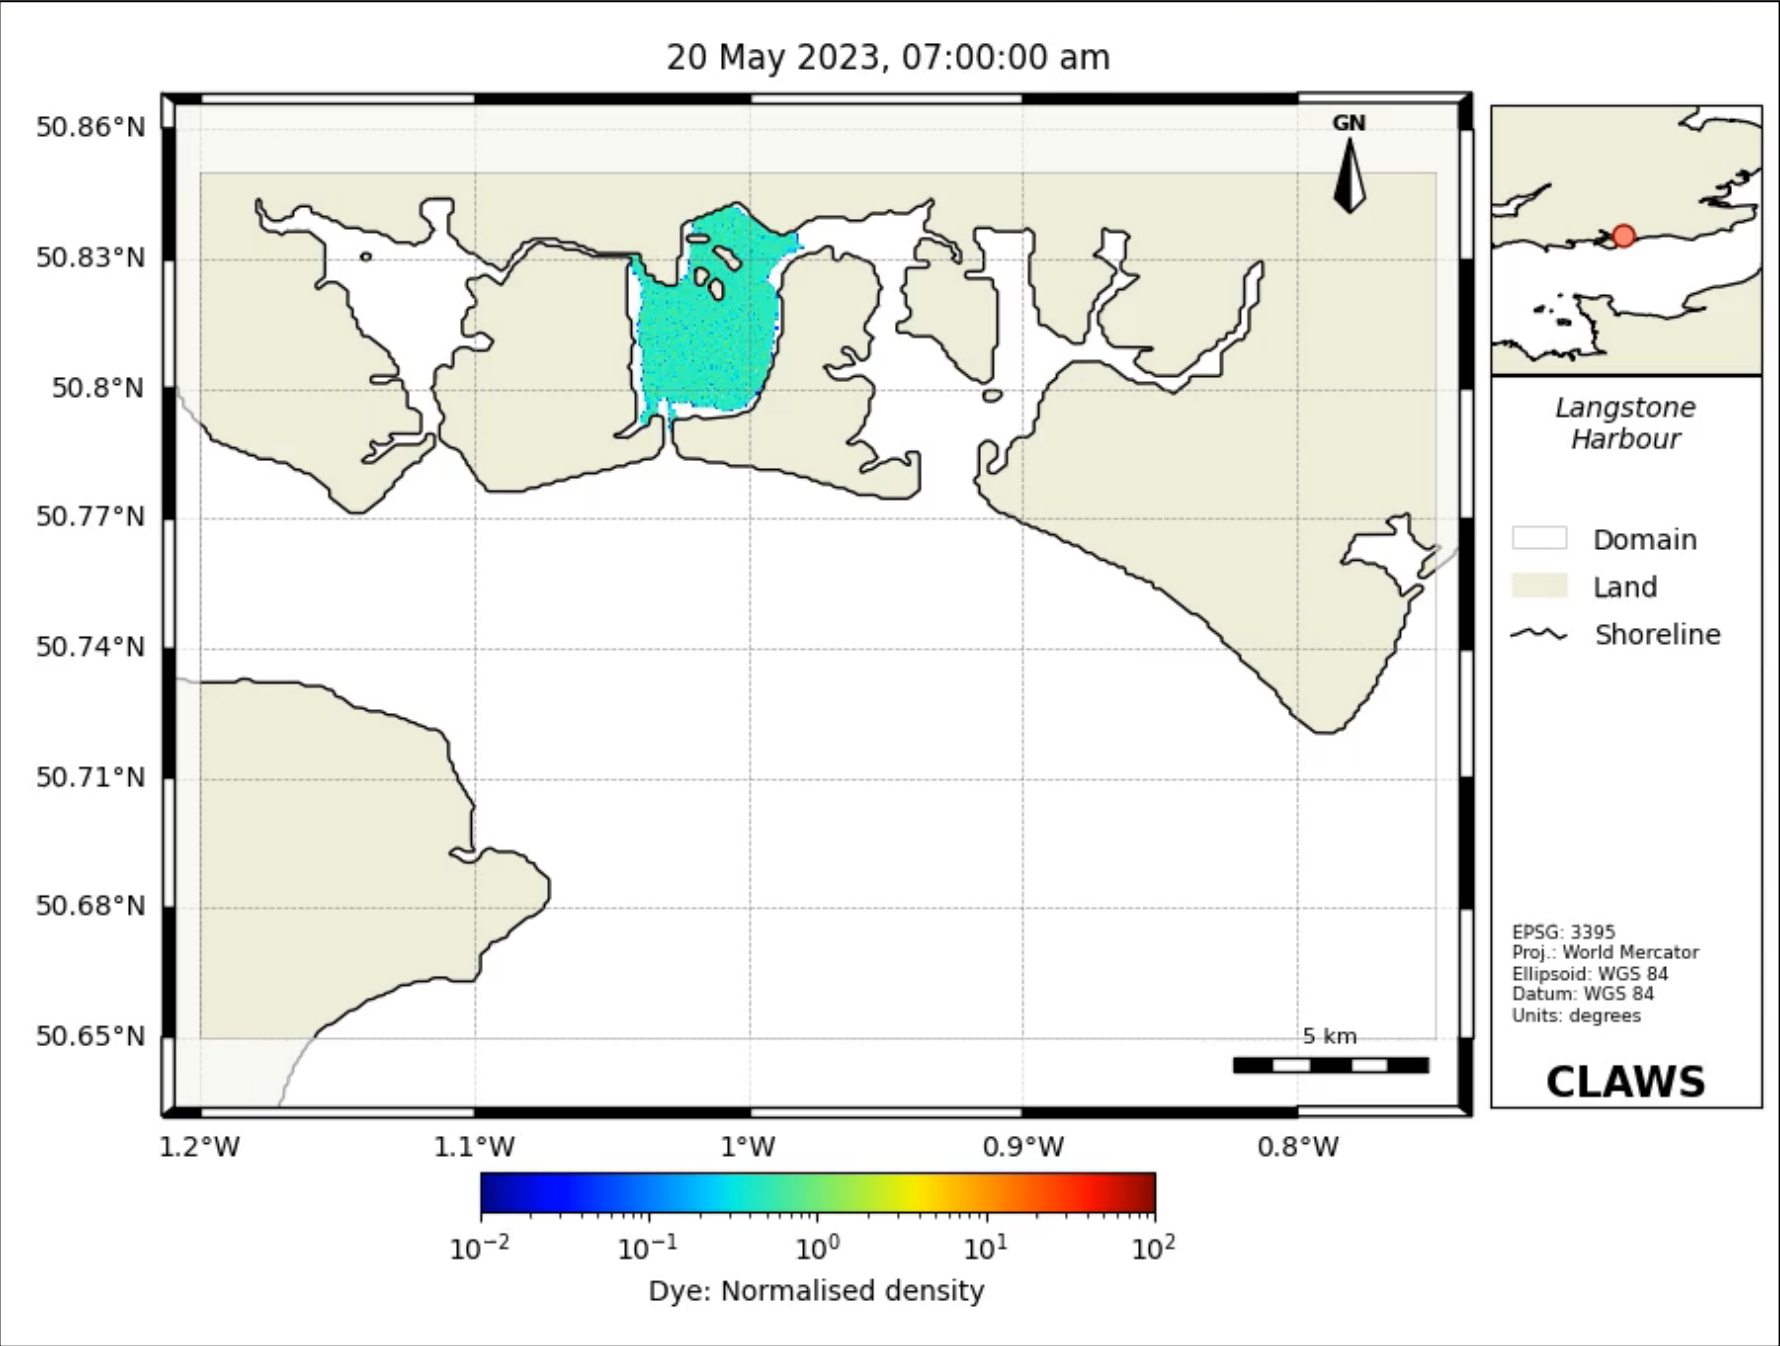 20 May 2023, 07:00:00 am
50.86°N
50.83°N
50.8°N
50.77°N
50.74°N
50.71°N
50.68°N
50.65°N
GN
5 km
1.2°W 1.1°W 1°W 0.9°W 0.8°W
10⁻² 10⁻¹ 10⁰ 10¹ 10²
Dye: Normalised density
Langstone
Harbour
Domain
Land
Shoreline
EPSG: 3395
Proj.: World Mercator
Ellipsoid: WGS 84
Datum: WGS 84
Units: degrees
CLAWS